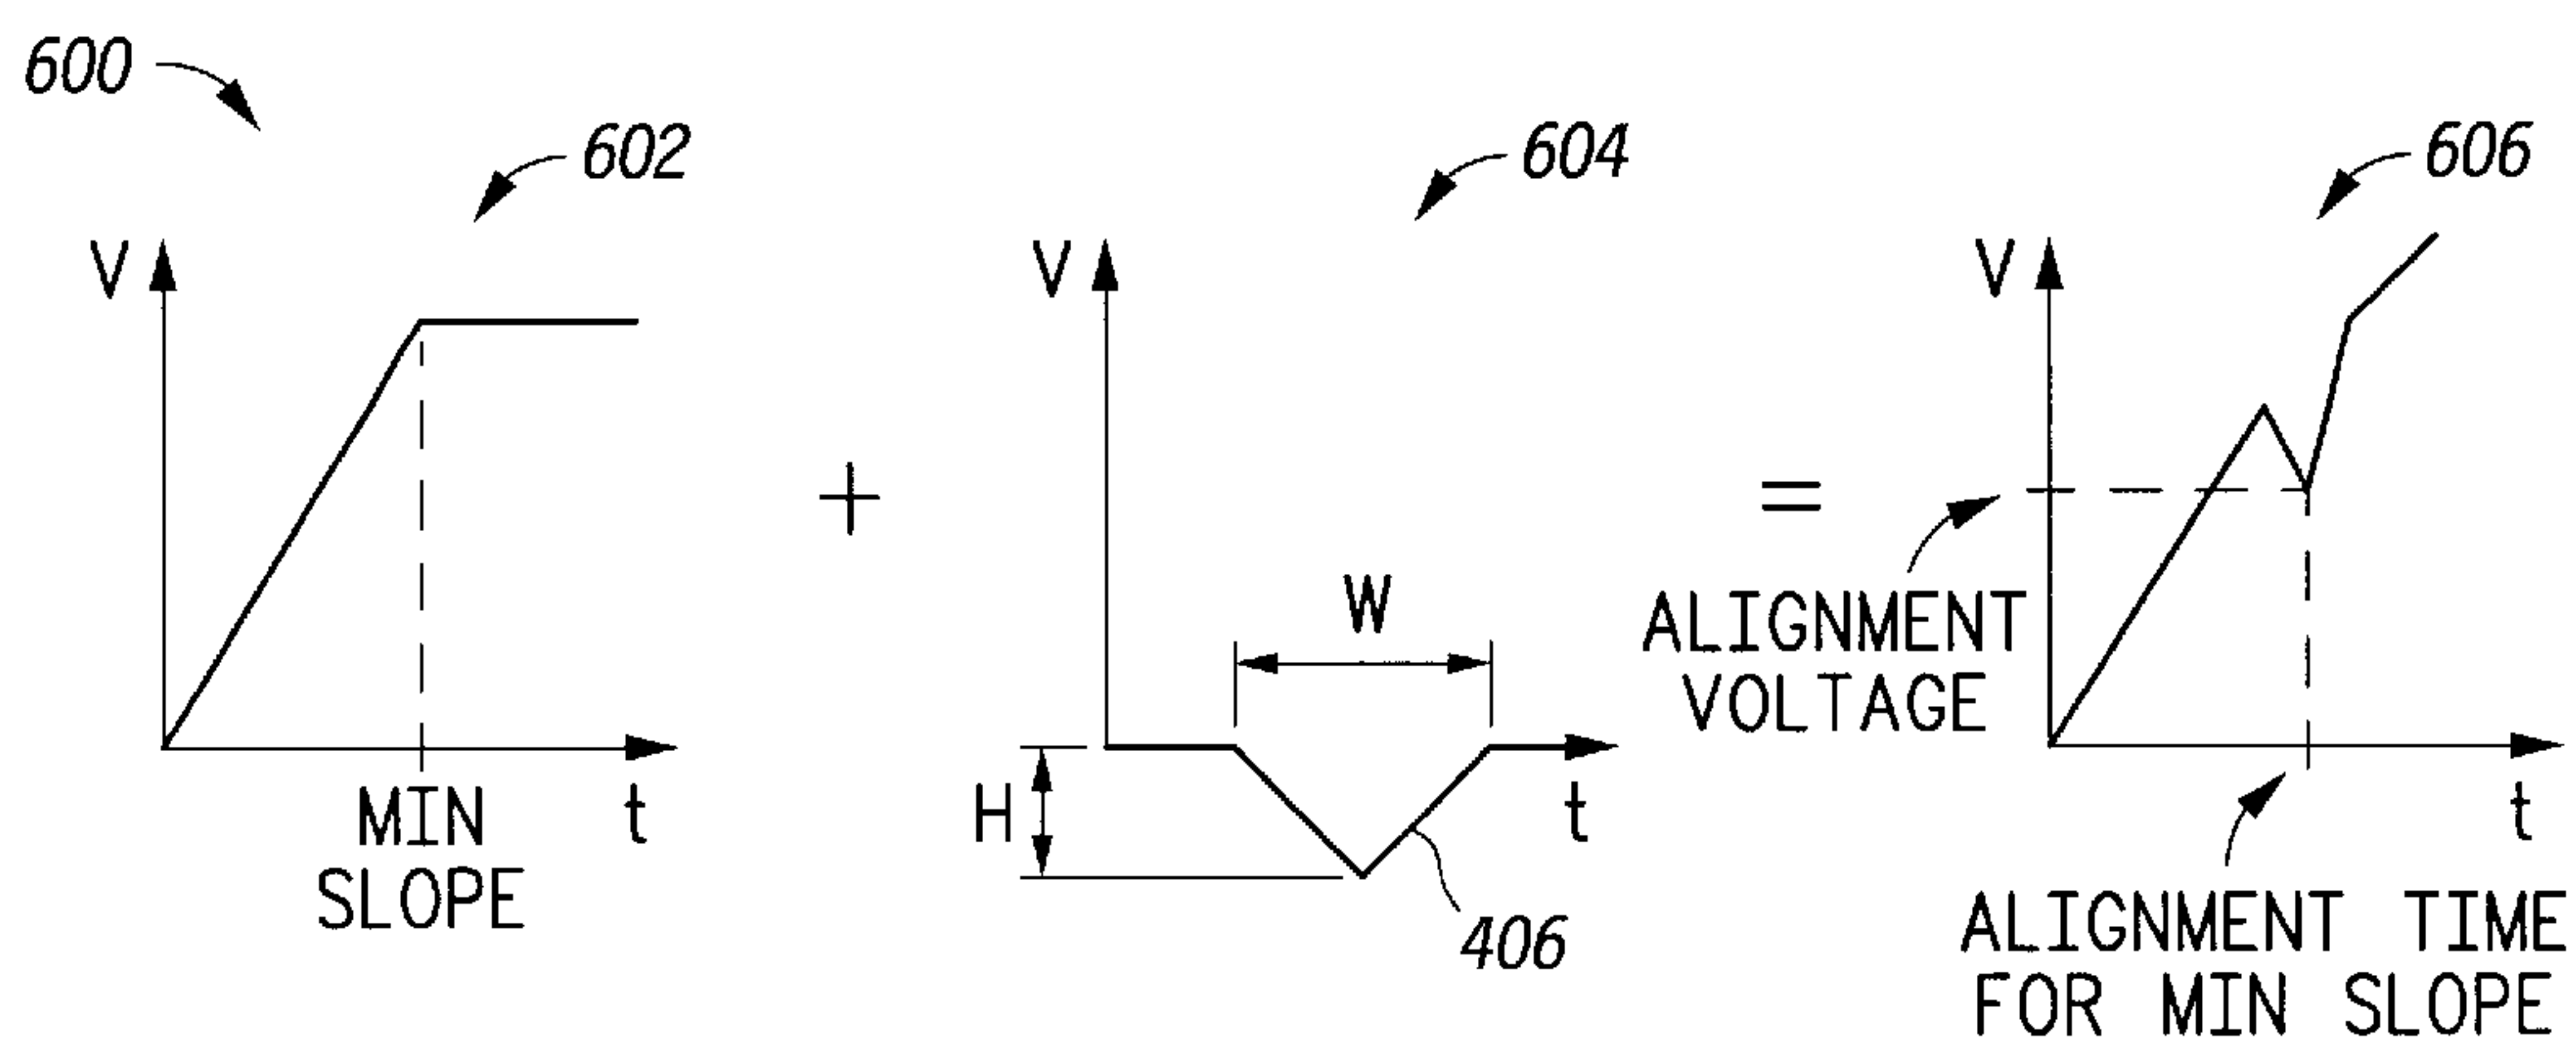 600
602
604
606
V
V
V
+
=
W
H
ALIGNMENT
VOLTAGE
MIN
SLOPE
t
t
t
406
ALIGNMENT TIME
FOR MIN SLOPE